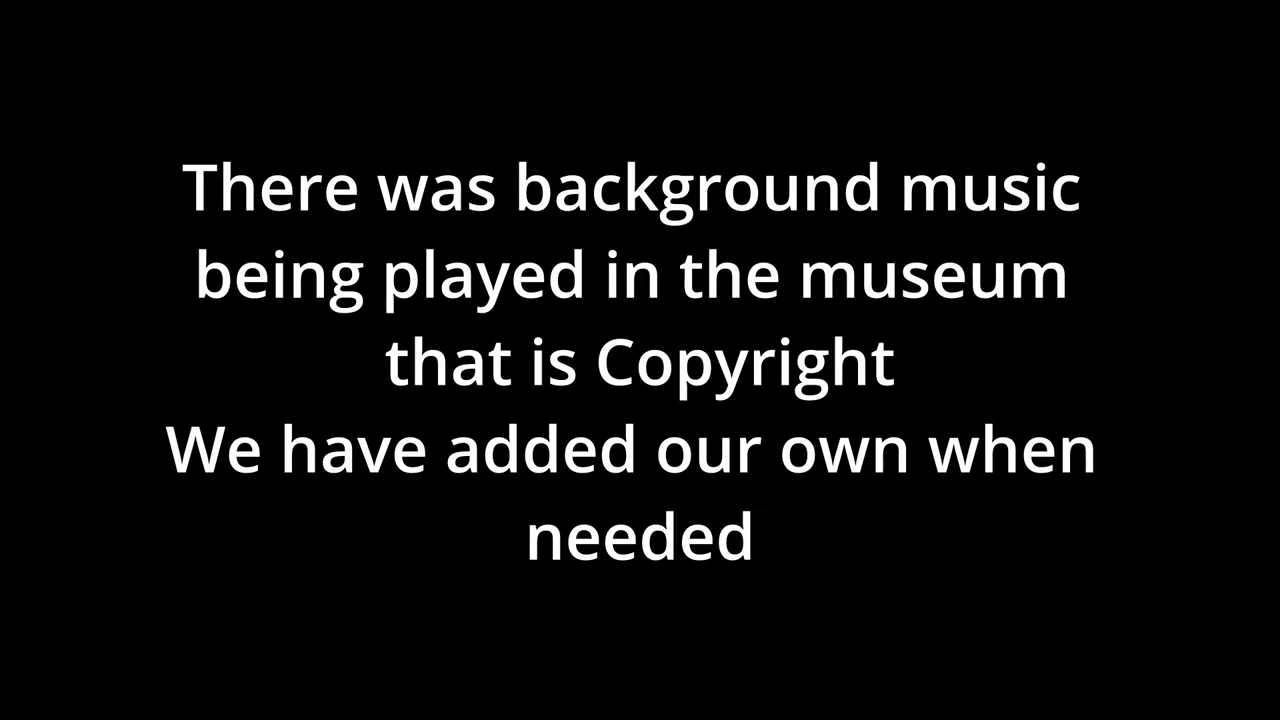 There was background music
being played in the museum
that is Copyright
We have added our own when
needed